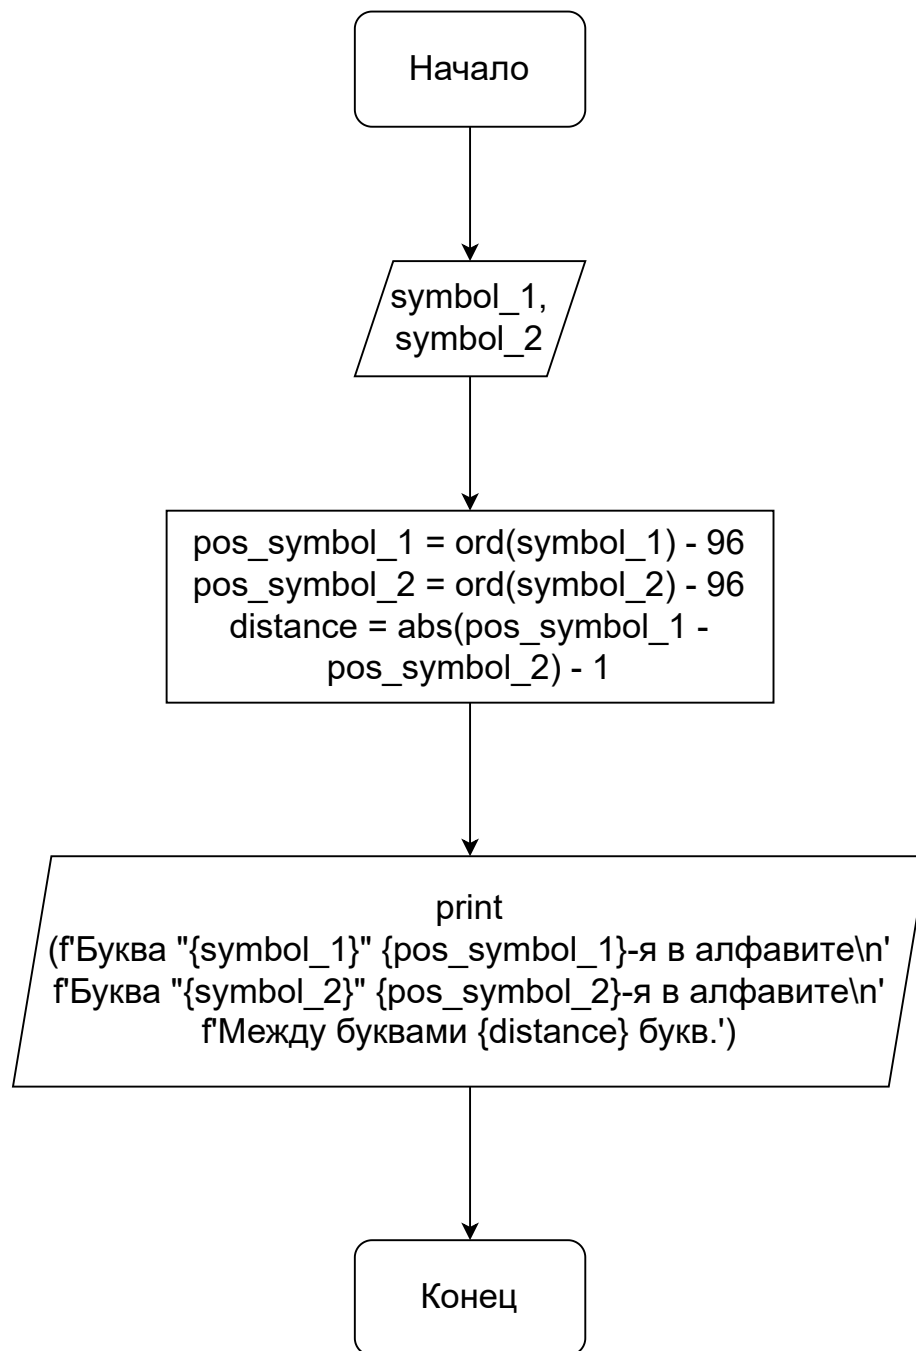 Начало
symbol_1,
symbol_2
pos_symbol_1 = ord(symbol_1) - 96
pos_symbol_2 = ord(symbol_2) - 96
distance = abs(pos_symbol_1 -
pos_symbol_2) - 1
print
(f'Буква "{symbol_1}" {pos_symbol_1}-я в алфавите\n'
f'Буква "{symbol_2}" {pos_symbol_2}-я в алфавите\n'
f'Между буквами {distance} букв.')
Конец